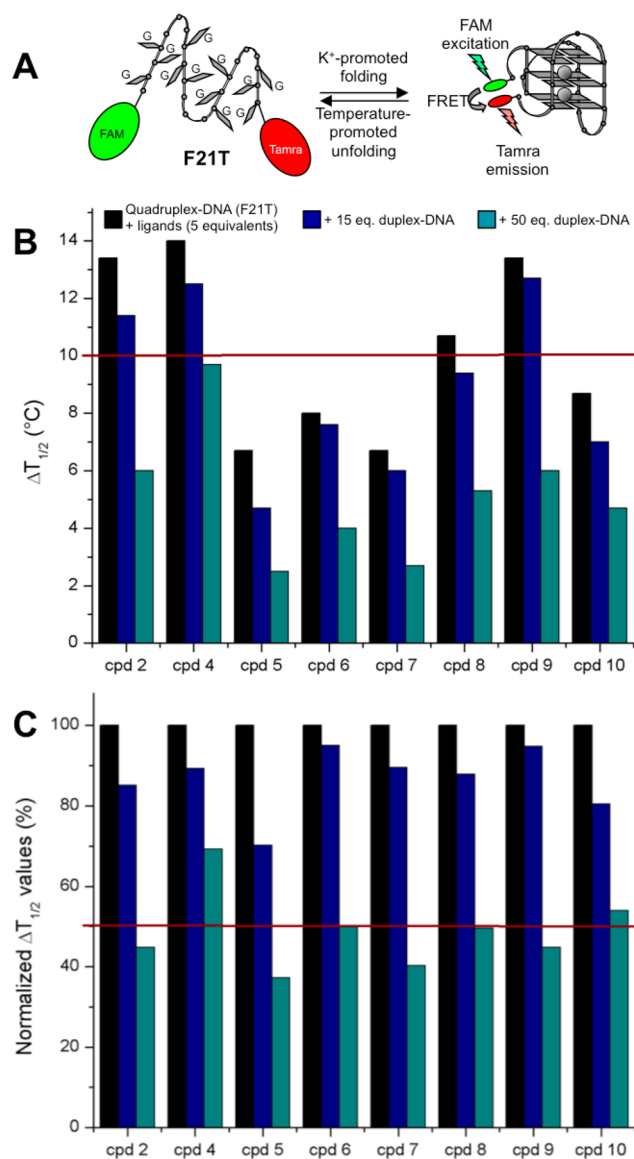 A
G
G
G
G
G
G
G
G
G
G
G
G
FAM
F21T
Tamra
K⁺-promoted
folding
Temperature-
promoted
unfolding
FAM
excitation
FRET
Tamra
emission
B
Quadruplex-DNA (F21T)
+ ligands (5 equivalents)
+ 15 eq. duplex-DNA
+ 50 eq. duplex-DNA
14
12
10
8
6
4
2
0
ΔT1/2 (°C)
cpd 2 cpd 4 cpd 5 cpd 6 cpd 7 cpd 8 cpd 9 cpd 10
C
100
80
60
40
20
0
Normalized ΔT1/2 values (%)
cpd 2 cpd 4 cpd 5 cpd 6 cpd 7 cpd 8 cpd 9 cpd 10